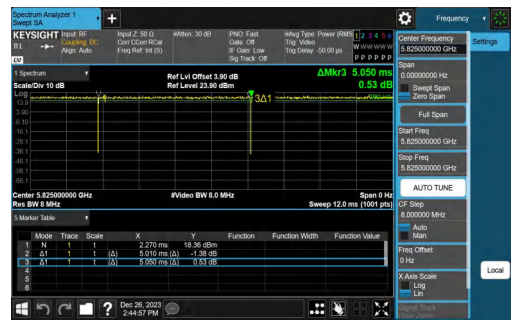 Spectrum Analyzer 1
Swept SA
+
Frequency
KEYSIGHT Input: RF Input Z: 50 Ω #Atten: 30 dB PNO: Fast #Avg Type: Power (RMS 1 2 3 4 5 6
RL Coupling: DC Corr CCorr RCal Gate: Off Trig: Video
Align: Auto Freq Ref: Int (S) IF Gain: Low Trig Delay: -50.00 µs W W W W W W
Sig Track: Off P P P P P P
LV
1 Spectrum
Ref Lvl Offset 3.90 dB
ΔMkr3 5.050 ms
Scale/Div 10 dB
Ref Level 23.90 dBm
0.53 dB
Log
13.9
3.90
-6.10
-16.1
-26.1
-36.1
-46.1
-56.1
-66.1
3Δ1
Center 5.825000000 GHz #Video BW 8.0 MHz Span 0 Hz
Res BW 8 MHz Sweep 12.0 ms (1001 pts)
5 Marker Table
Mode Trace Scale X Y Function Function Width Function Value
1 N 1 t 2.270 ms 18.36 dBm
2 Δ1 1 t (Δ) 5.010 ms (Δ) -1.38 dB
3 Δ1 1 t (Δ) 5.050 ms (Δ) 0.53 dB
4
5
6
Dec 26, 2023
2:44:57 PM
Center Frequency
5.825000000 GHz
Span
0.00000000 Hz
Swept Span
Zero Span
Full Span
Start Freq
5.825000000 GHz
Stop Freq
5.825000000 GHz
AUTO TUNE
CF Step
8.000000 MHz
Auto
Man
Freq Offset
0 Hz
X Axis Scale
Log
Lin
Signal Track
Settings
Local